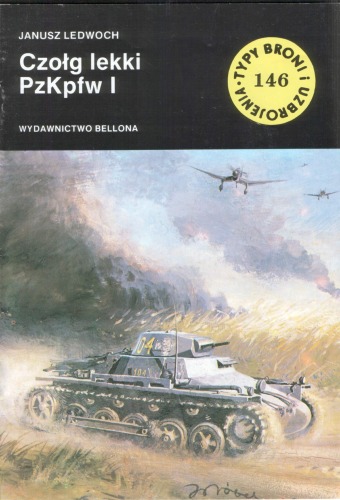 JANUSZ LEDWOCH
Czołg lekki
PzKpfw I
WYDAWNICTWO BELLONA
TYPY BRONI i UZBROJENIA
146